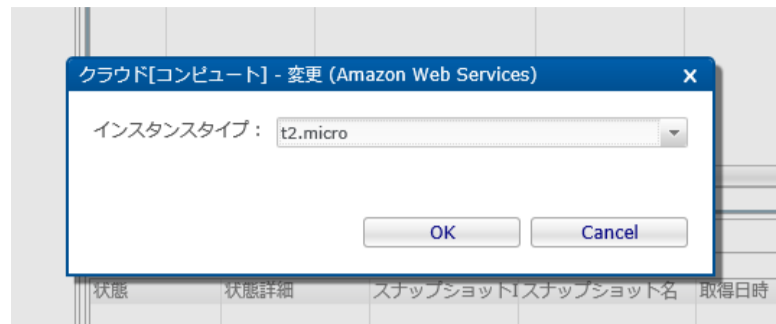 クラウド[コンピュート] - 変更 (Amazon Web Services) x
インスタンスタイプ： t2.micro
OK Cancel
状態 状態詳細 スナップショットI スナップショット名 取得日時